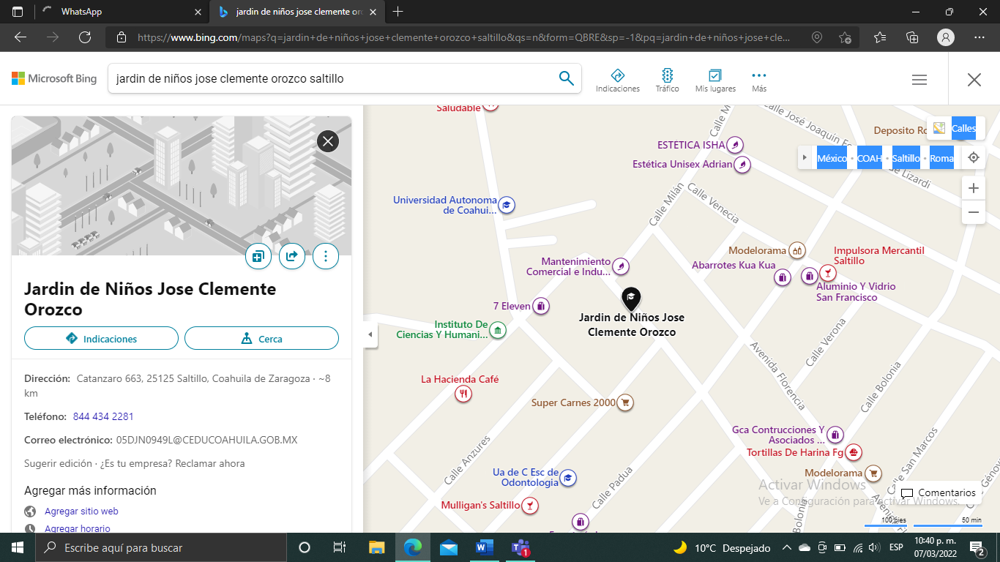 WhatsApp
jardin de niños jose clemente oro
https://www.bing.com/maps?q=jardin+de+niños+jose+clemente+orozco+saltillo&qs=n&form=QBRE&sp=-1&pq=jardin+de+niños+jose+cle...
Microsoft Bing
jardin de niños jose clemente orozco saltillo
Indicaciones
Tráfico
Mis lugares
Más
Jardin de Niños Jose Clemente
Orozco
Indicaciones
Cerca
Dirección: Catanzaro 663, 25125 Saltillo, Coahuila de Zaragoza · ~8
km
Teléfono: 844 434 2281
Correo electrónico: 05DJN0949L@CEDUCOAHUILA.GOB.MX
Sugerir edición · ¿Es tu empresa? Reclamar ahora
Agregar más información
Agregar sitio web
Agregar horario
Saludable
Calle M
Calle José Joaquín Fe
de Lizardi
Deposito Ro
Calles
México · COAH · Saltillo · Roma
ESTÉTICA ISHA
Estética Unisex Adrian
Universidad Autonoma
de Coahui...
Calle Milán
Calle Venecia
Modelorama
Impulsora Mercantil
Saltillo
Abarrotes Kua Kua
Aluminio Y Vidrio
San Francisco
Mantenimiento
Comercial e Indu...
7 Eleven
Jardin de Niños Jose
Clemente Orozco
Instituto De
Ciencias Y Humani...
Calle Verona
Avenida Florencia
Calle Bolonia
La Hacienda Café
Super Carnes 2000
Gca Contrucciones Y
Asociados ...
Tortillas De Harina Fg
Calle San Marcos
Calle Anzures
Calle Padua
Ua de C Esc de
Odontologia
Modelorama
Mulligan's Saltillo
Bolonia
Avenida F
Génov
Activar Windows
Ve a Configuración para activar Windows.
Comentarios
100 pies
50 min
Escribe aquí para buscar
1
10°C Despejado
ESP
10:40 p. m.
07/03/2022
2